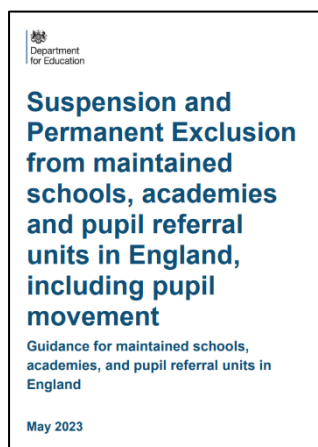 Department
for Education
Suspension and
Permanent Exclusion
from maintained
schools, academies
and pupil referral
units in England,
including pupil
movement
Guidance for maintained schools,
academies, and pupil referral units in
England
May 2023